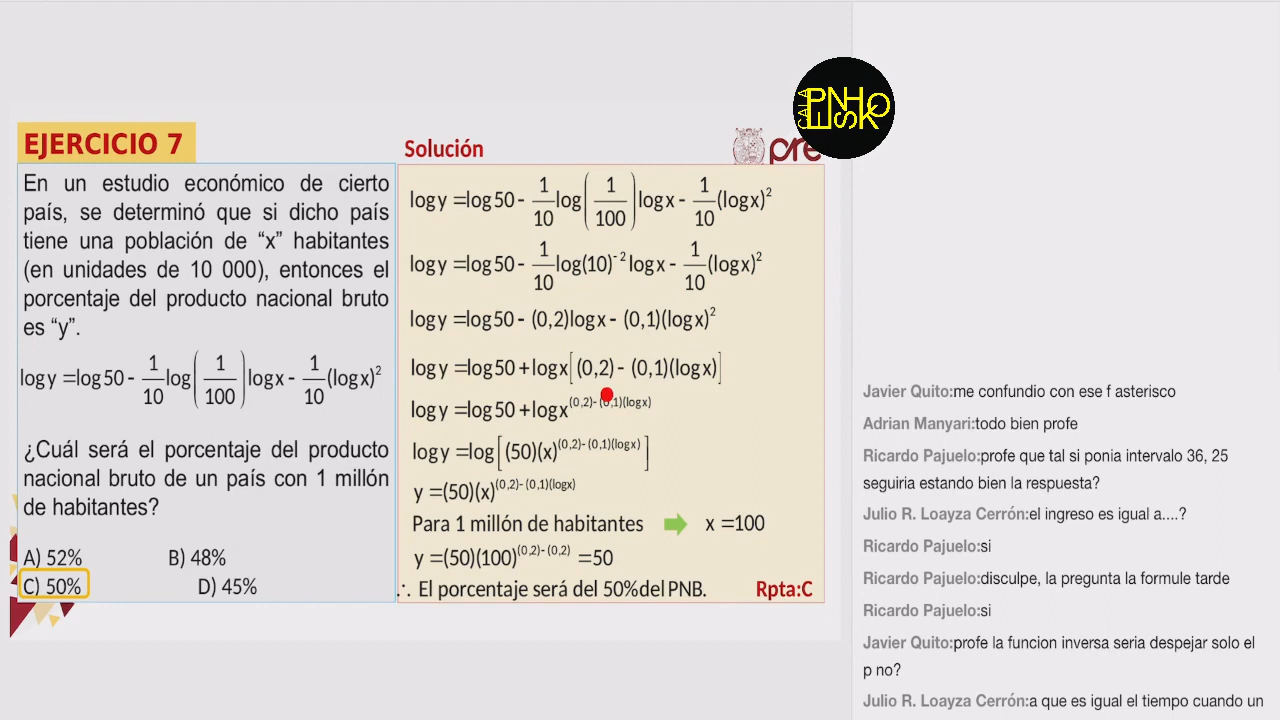 EJERCICIO 7
En un estudio económico de cierto
país, se determinó que si dicho país
tiene una población de “x” habitantes
(en unidades de 10 000), entonces el
porcentaje del producto nacional bruto
es “y”.
log y = log 50 - 1/10 log(1/100) log x - 1/10 (log x)²
¿Cuál será el porcentaje del producto
nacional bruto de un país con 1 millón
de habitantes?
A) 52% B) 48%
C) 50% D) 45%
Solución
pre
log y = log 50 - 1/10 log(1/100) log x - 1/10 (log x)²
log y = log 50 - 1/10 log(10)^-2 log x - 1/10 (log x)²
log y = log 50 - (0,2)log x - (0,1)(log x)²
log y = log 50 + log x[(0,2) - (0,1)(log x)]
log y = log 50 + log x^(0,2)-(0,1)(log x)
log y = log[(50)(x)^(0,2)-(0,1)(log x)]
y = (50)(x)^(0,2)-(0,1)(log x)
Para 1 millón de habitantes x = 100
y = (50)(100)^(0,2)-(0,2) = 50
∴ El porcentaje será del 50% del PNB. Rpta:C
Javier Quito:me confundio con ese f asterisco
Adrian Manyari:todo bien profe
Ricardo Pajuelo:profe que tal si ponia intervalo 36, 25
seguiria estando bien la respuesta?
Julio R. Loayza Cerrón:el ingreso es igual a....?
Ricardo Pajuelo:si
Ricardo Pajuelo:disculpe, la pregunta la formule tarde
Ricardo Pajuelo:si
Javier Quito:profe la funcion inversa seria despejar solo el
p no?
Julio R. Loayza Cerrón:a que es igual el tiempo cuando un